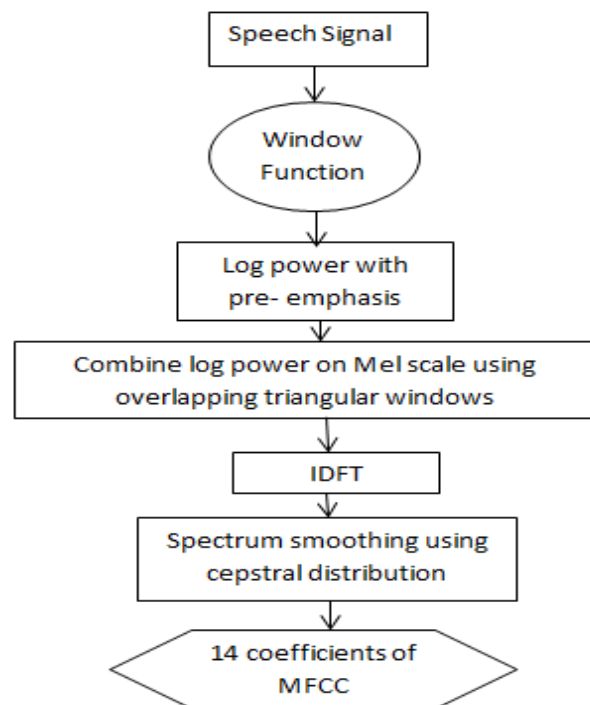 Speech Signal
Window
Function
Log power with
pre- emphasis
Combine log power on Mel scale using
overlapping triangular windows
IDFT
Spectrum smoothing using
cepstral distribution
14 coefficients of
MFCC